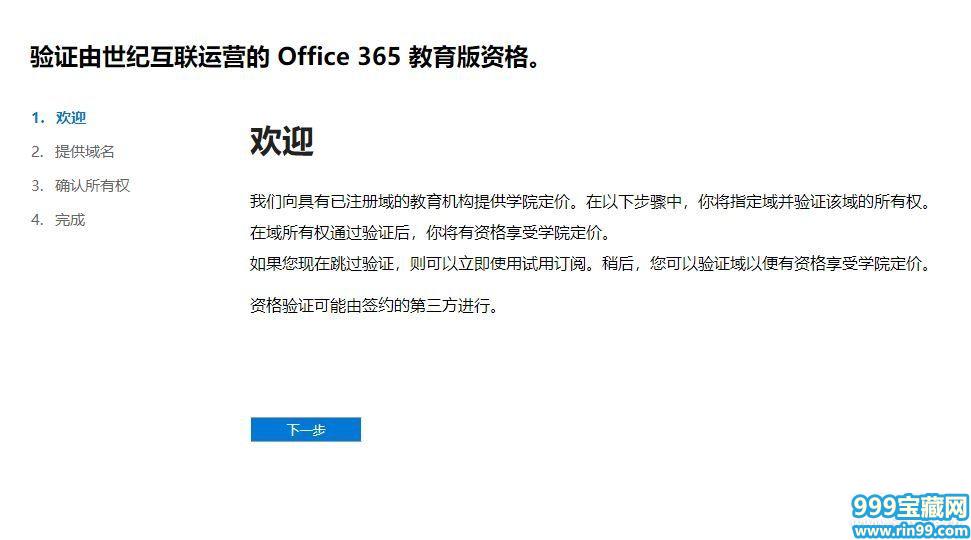 验证由世纪互联运营的 Office 365 教育版资格。
1. 欢迎
2. 提供域名
3. 确认所有权
4. 完成
欢迎
我们向具有已注册域的教育机构提供学院定价。在以下步骤中，你将指定域并验证该域的所有权。
在域所有权通过验证后，你将有资格享受学院定价。
如果您现在跳过验证，则可以立即使用试用订阅。稍后，您可以验证域以便有资格享受学院定价。
资格验证可能由签约的第三方进行。
下一步
999宝藏网
www.rin99.com